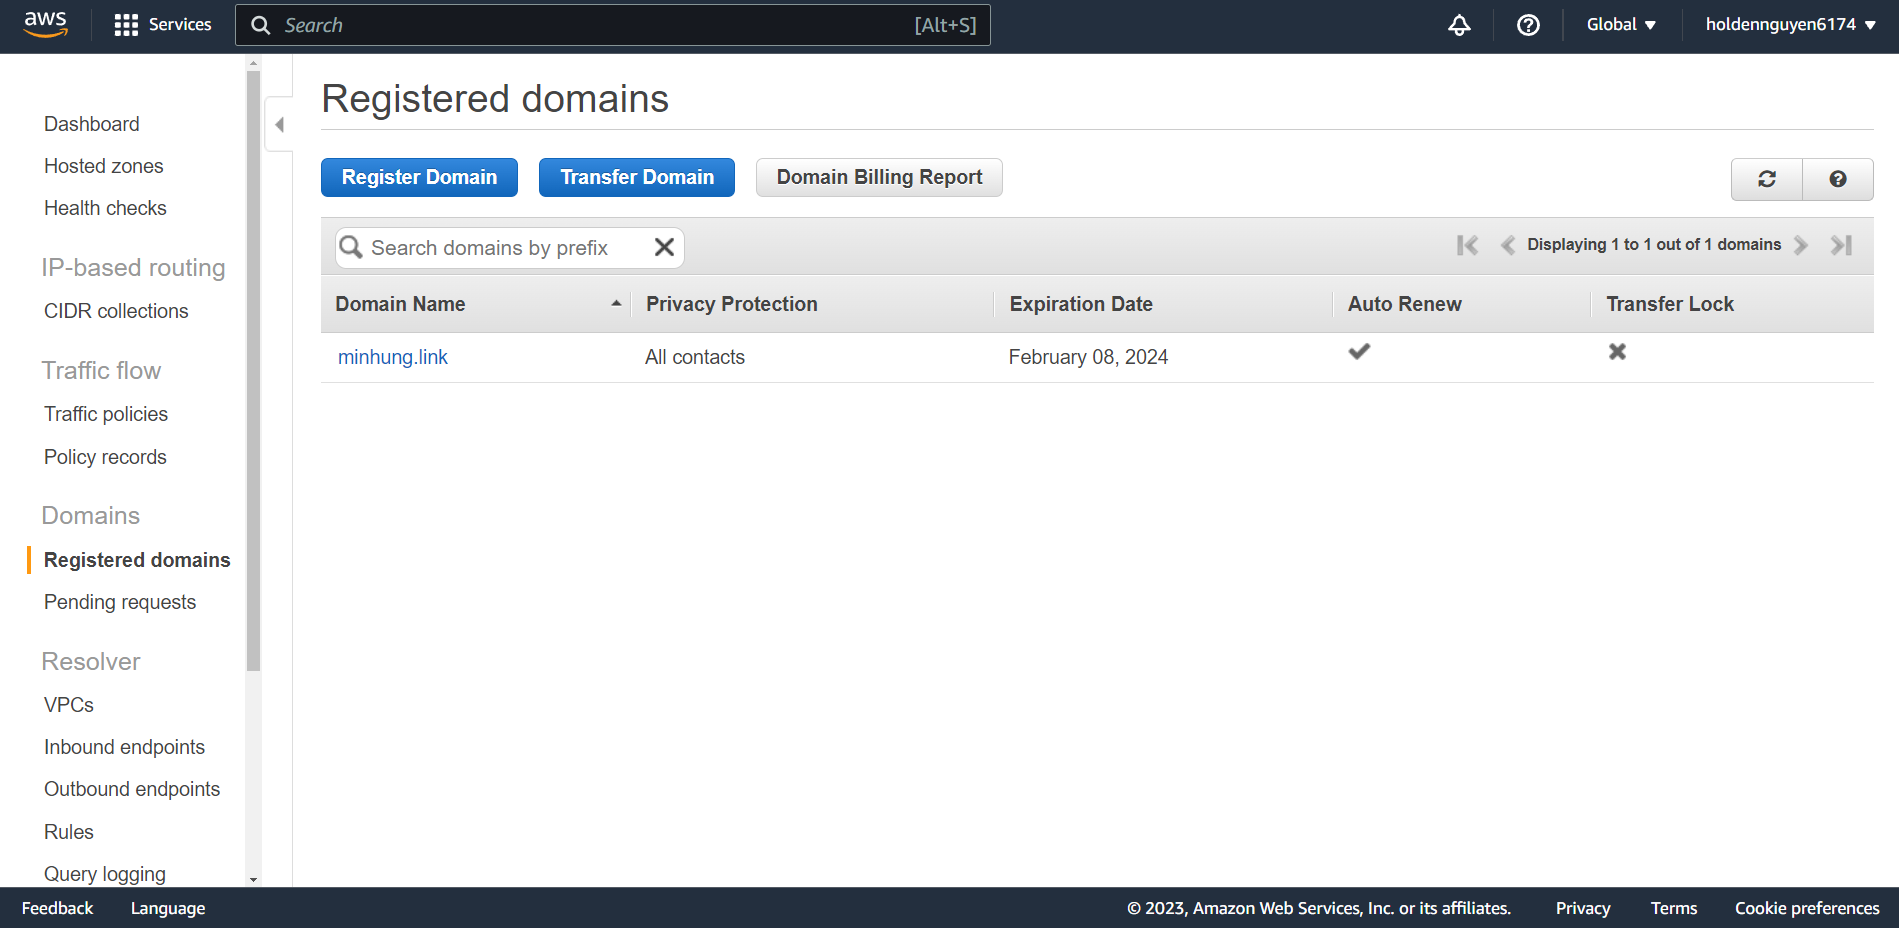 aws
Services
Search
[Alt+S]
Global
holdennguyen6174
Dashboard
Hosted zones
Health checks
IP-based routing
CIDR collections
Traffic flow
Traffic policies
Policy records
Domains
Registered domains
Pending requests
Resolver
VPCs
Inbound endpoints
Outbound endpoints
Rules
Query logging
Registered domains
Register Domain
Transfer Domain
Domain Billing Report
Search domains by prefix
Displaying 1 to 1 out of 1 domains
Domain Name
Privacy Protection
Expiration Date
Auto Renew
Transfer Lock
minhung.link
All contacts
February 08, 2024
Feedback
Language
© 2023, Amazon Web Services, Inc. or its affiliates.
Privacy
Terms
Cookie preferences